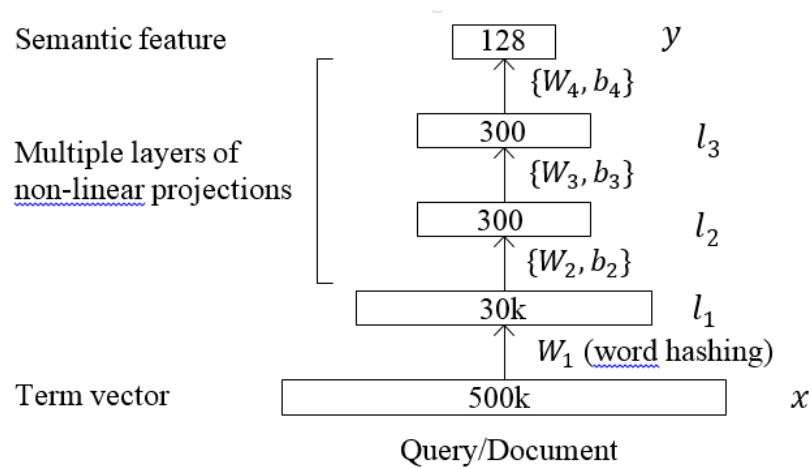 Semantic feature 128 y
{W₄, b₄}
300 l₃
Multiple layers of
non-linear projections
{W₃, b₃}
300 l₂
{W₂, b₂}
30k l₁
W₁ (word hashing)
Term vector 500k x
Query/Document